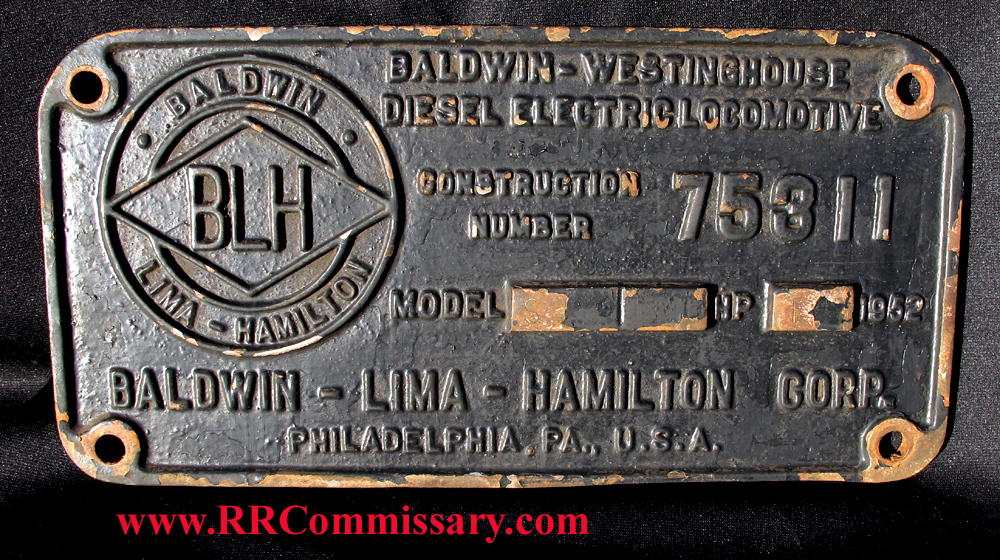 BALDWIN
BLH
LIMA - HAMILTON
BALDWIN - WESTINGHOUSE
DIESEL ELECTRIC LOCOMOTIVE
CONSTRUCTION
NUMBER
75311
MODEL HP 1952
BALDWIN - LIMA - HAMILTON CORP.
PHILADELPHIA, PA., U.S.A.
www.RRCommissary.com